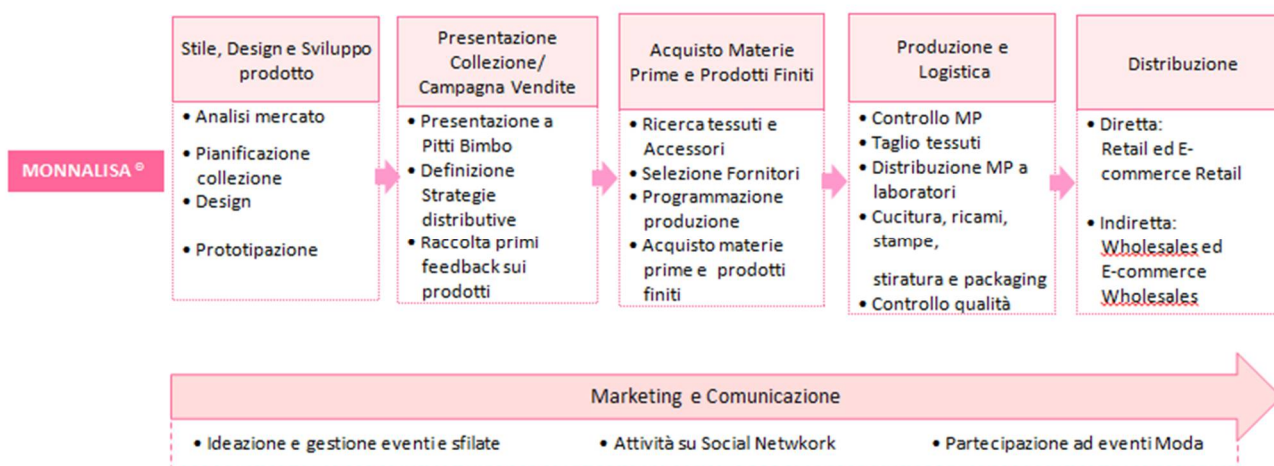 MONNALISA ©
Stile, Design e Sviluppo
prodotto
• Analisi mercato
• Pianificazione
collezione
• Design
• Prototipazione
Presentazione
Collezione/
Campagna Vendite
• Presentazione a
Pitti Bimbo
• Definizione
Strategie
distributive
• Raccolta primi
feedback sui
prodotti
Acquisto Materie
Prime e Prodotti Finiti
• Ricerca tessuti e
Accessori
• Selezione Fornitori
• Programmazione
produzione
• Acquisto materie
prime e prodotti
finiti
Produzione e
Logistica
• Controllo MP
• Taglio tessuti
• Distribuzione MP a
laboratori
• Cucitura, ricami,
stampe,
stiratura e packaging
• Controllo qualità
Distribuzione
• Diretta:
Retail ed E-
commerce Retail
• Indiretta:
Wholesales ed
E-commerce
Wholesales
Marketing e Comunicazione
• Ideazione e gestione eventi e sfilate
• Attività su Social Netwkork
• Partecipazione ad eventi Moda